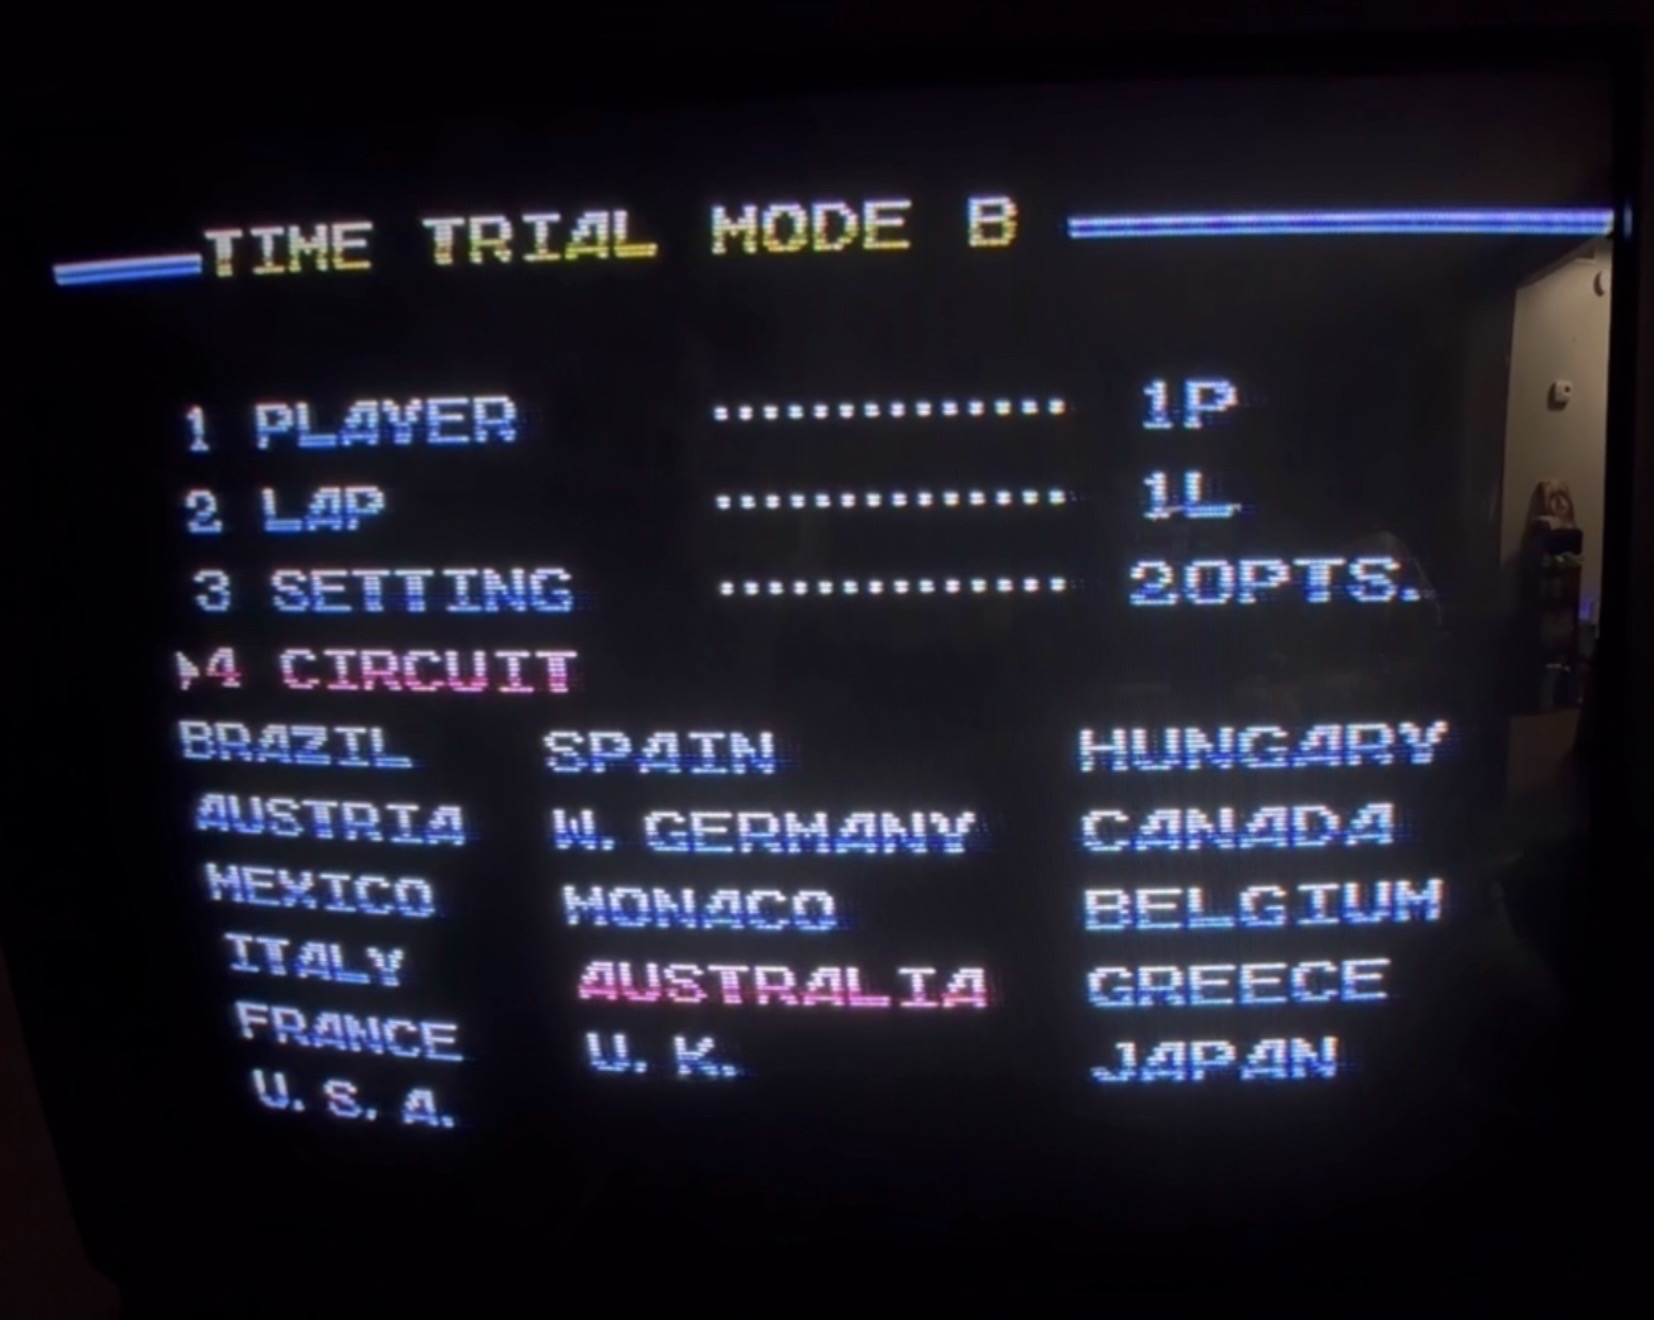 TIME TRIAL MODE B
1 PLAYER .............. 1P
2 LAP .............. 1L
3 SETTING .............. 20PTS.
4 CIRCUIT
BRAZIL SPAIN HUNGARY
AUSTRIA W. GERMANY CANADA
MEXICO MONACO BELGIUM
ITALY AUSTRALIA GREECE
FRANCE U. K. JAPAN
U. S. A.